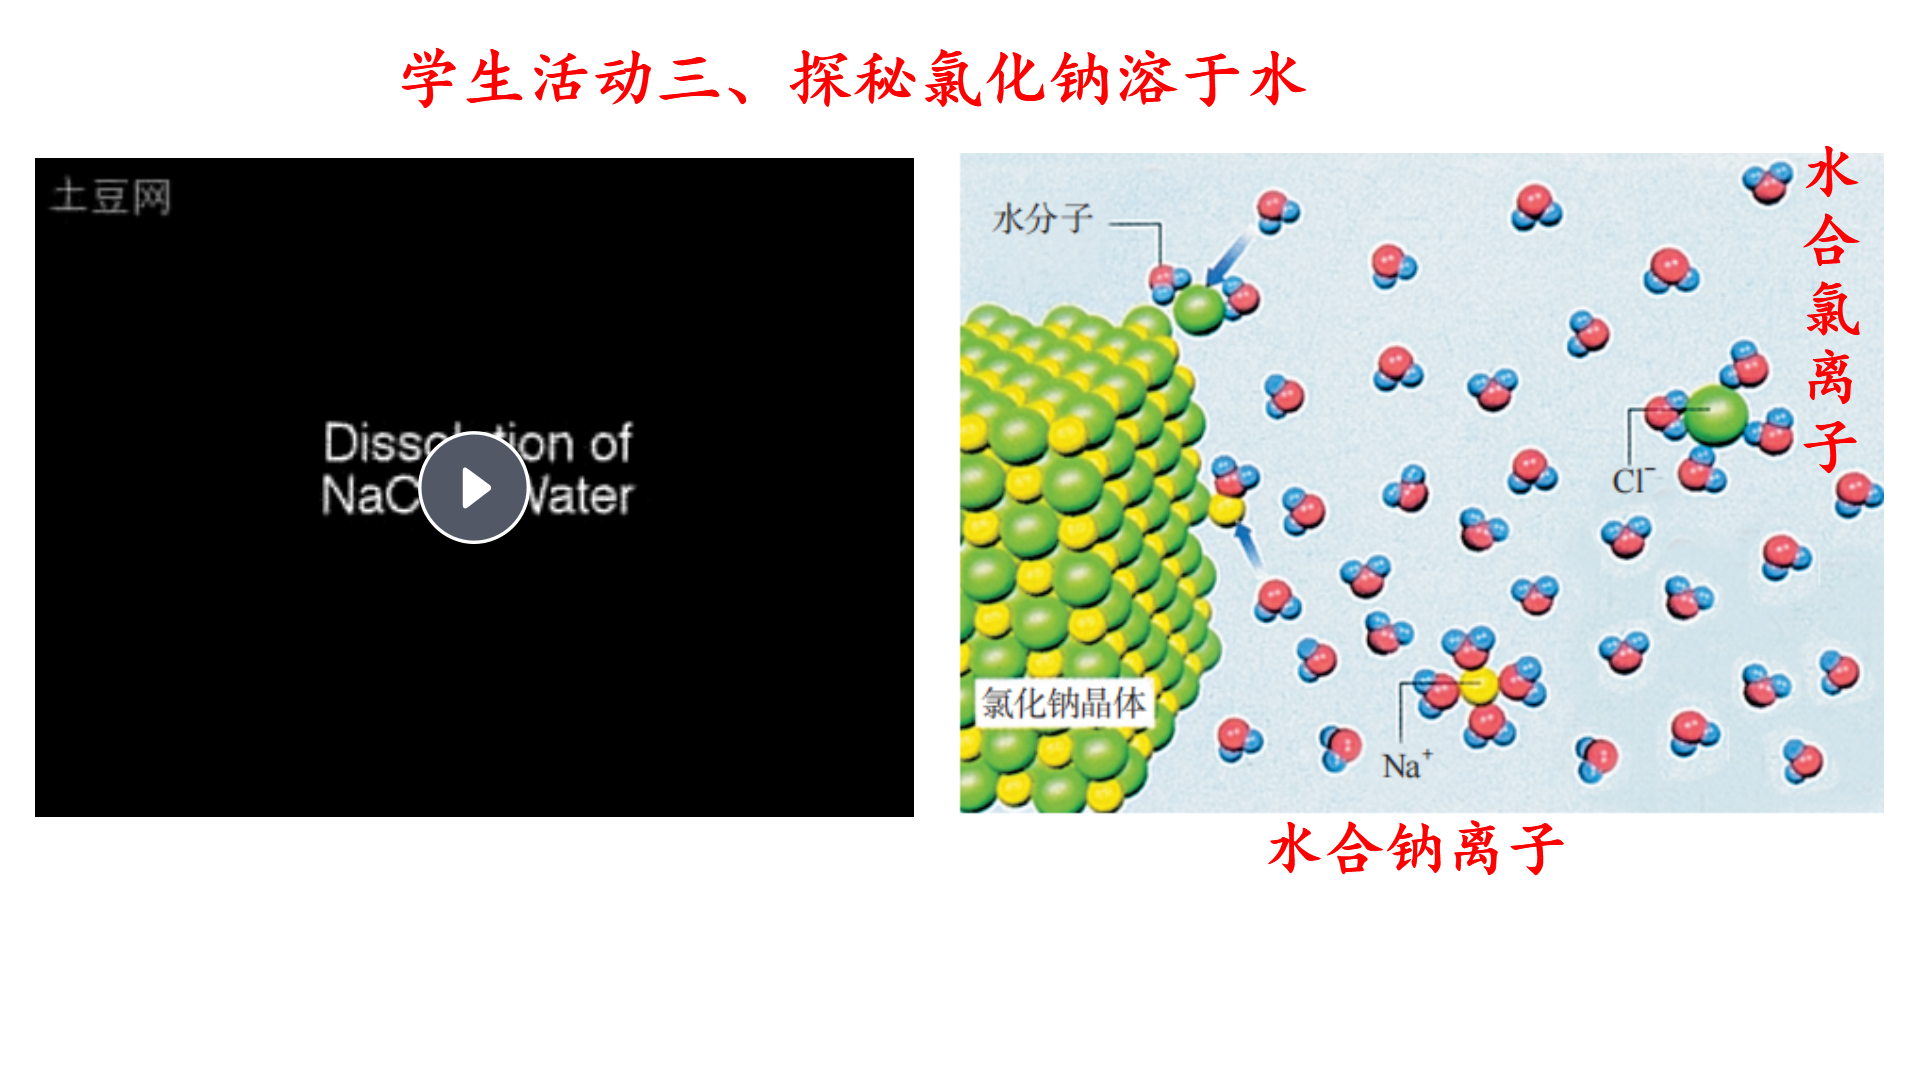 学生活动三、探秘氯化钠溶于水
土豆网
Dissolution of
NaC Water
水分子
氯化钠晶体
Cl⁻
Na⁺
水合氯离子
水合钠离子